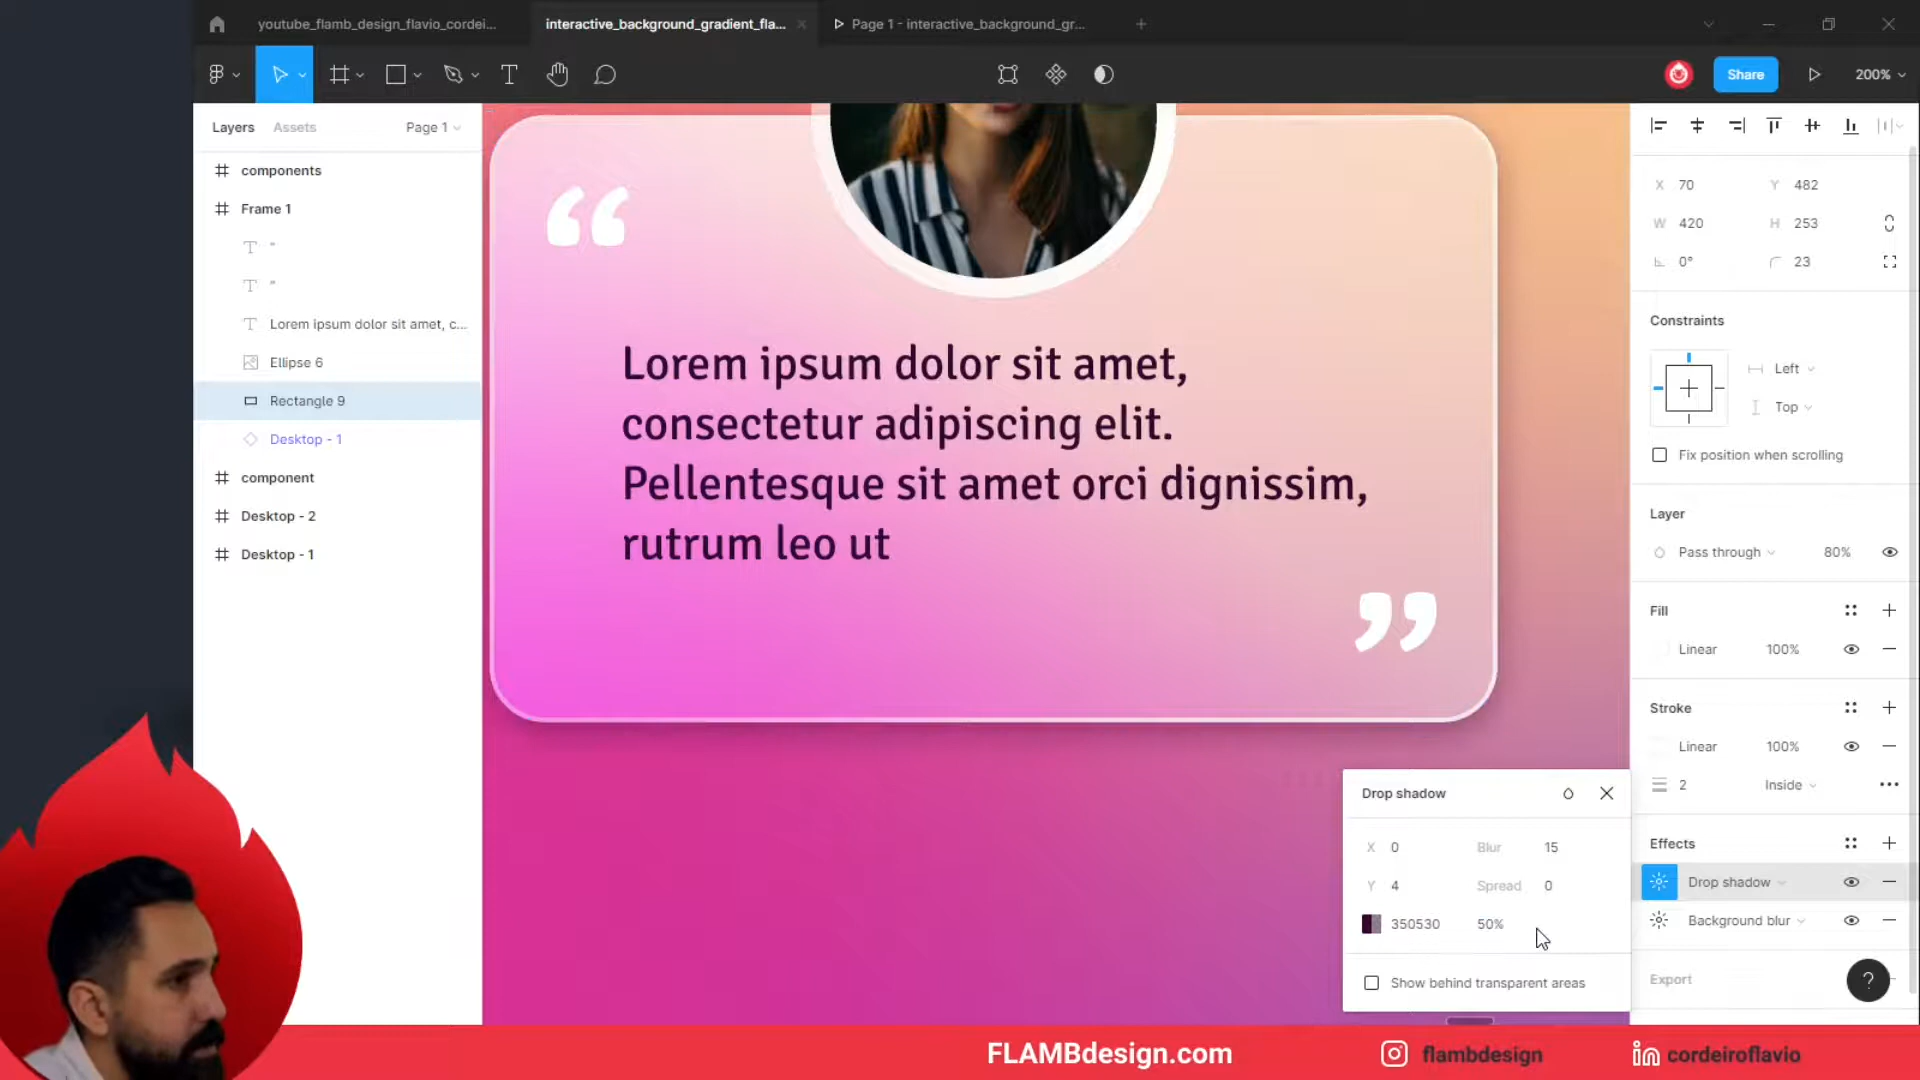 youtube_flamb_design_flavio_cordei...
interactive_background_gradient_fla...
Page 1 - interactive_background_gr...
Share
200%
Layers
Assets
Page 1
components
Frame 1
"
"
Lorem ipsum dolor sit amet, c...
Ellipse 6
Rectangle 9
Desktop - 1
component
Desktop - 2
Desktop - 1
“
Lorem ipsum dolor sit amet,
consectetur adipiscing elit.
Pellentesque sit amet orci dignissim,
rutrum leo ut
”
X 70
Y 482
W 420
H 253
0°
23
Constraints
Left
Top
Fix position when scrolling
Layer
Pass through
80%
Fill
Linear
100%
Stroke
Linear
100%
2
Inside
Effects
Drop shadow
Background blur
Export
?
Drop shadow
X 0
Blur 15
Y 4
Spread 0
350530
50%
Show behind transparent areas
FLAMBdesign.com
flambdesign
in cordeiroflavio